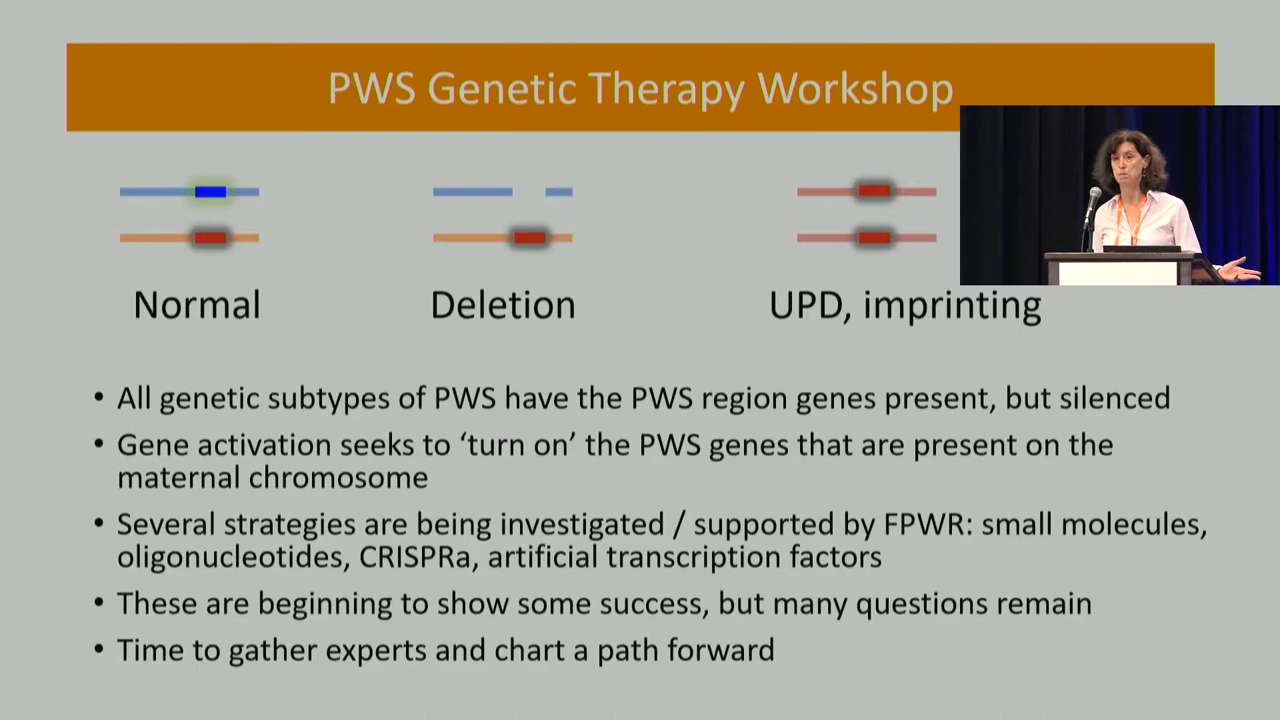 PWS Genetic Therapy Workshop
Normal
Deletion
UPD, imprinting
• All genetic subtypes of PWS have the PWS region genes present, but silenced
• Gene activation seeks to ‘turn on’ the PWS genes that are present on the
maternal chromosome
• Several strategies are being investigated / supported by FPWR: small molecules,
oligonucleotides, CRISPRa, artificial transcription factors
• These are beginning to show some success, but many questions remain
• Time to gather experts and chart a path forward